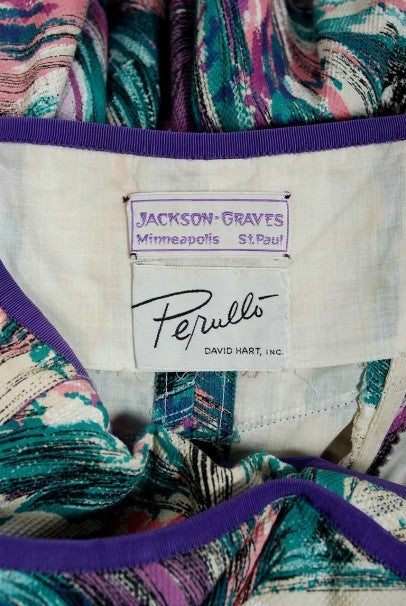 JACKSON-GRAVES
Minneapolis St. Paul
Perullo
DAVID HART, INC.